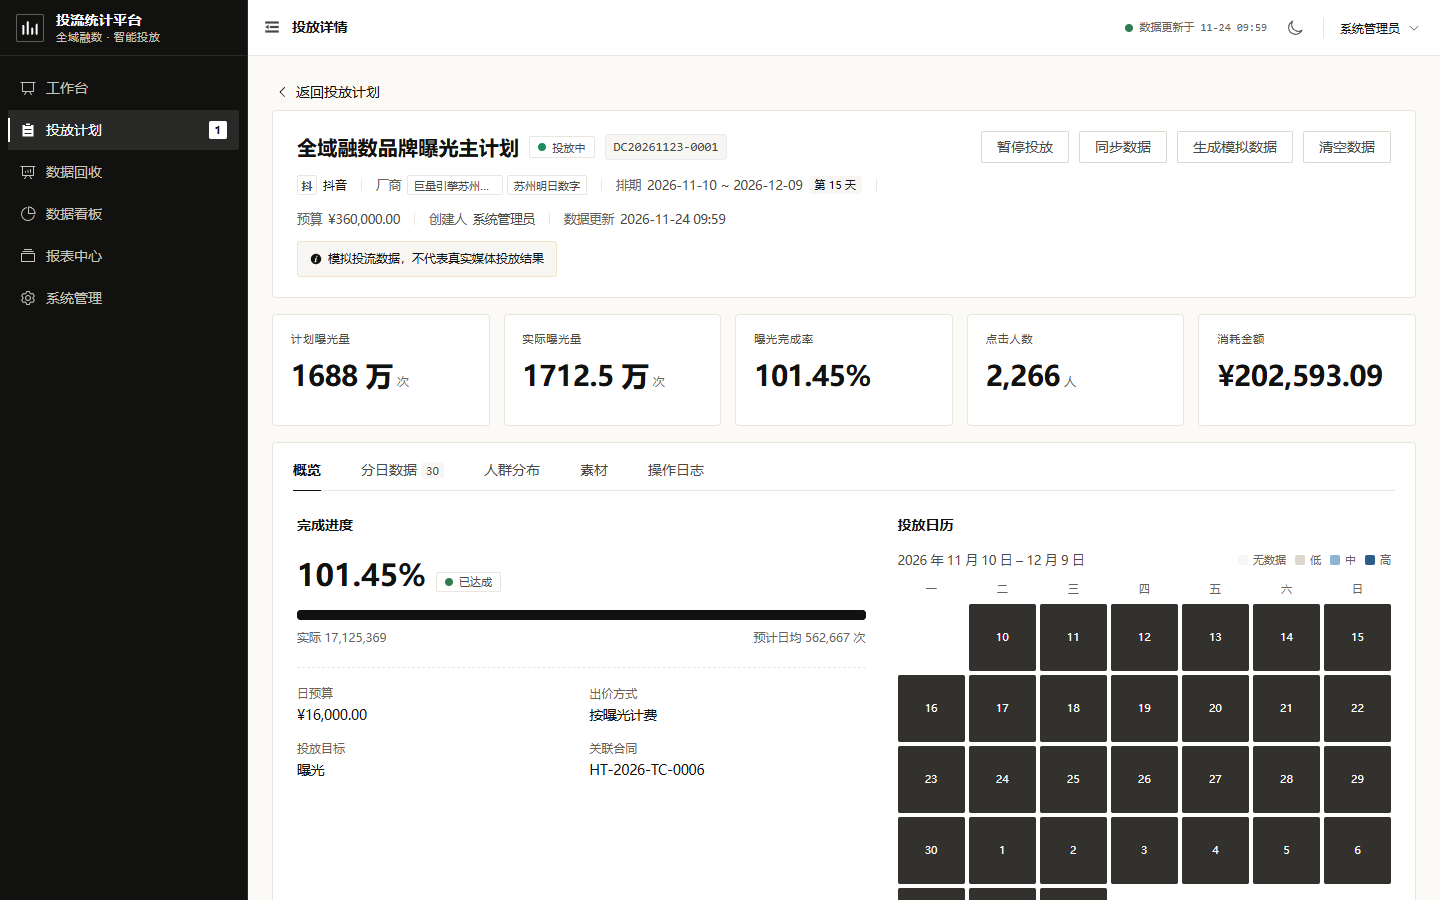 投流统计平台
全域融数 · 智能投放
工作台
投放计划 1
数据回收
数据看板
报表中心
系统管理
投放详情
数据更新于 11-24 09:59
系统管理员
返回投放计划
全域融数品牌曝光主计划 投放中 DC20261123-0001
暂停投放 同步数据 生成模拟数据 清空数据
抖 抖音 厂商 巨量引擎苏州... 苏州明日数字 排期 2026-11-10 ~ 2026-12-09 第 15 天
预算 ¥360,000.00 创建人 系统管理员 数据更新 2026-11-24 09:59
模拟投流数据，不代表真实媒体投放结果
计划曝光量
1688 万 次
实际曝光量
1712.5 万 次
曝光完成率
101.45%
点击人数
2,266 人
消耗金额
¥202,593.09
概览 分日数据 30 人群分布 素材 操作日志
完成进度
101.45% 已达成
实际 17,125,369 预计日均 562,667 次
日预算
¥16,000.00
出价方式
按曝光计费
投放目标
曝光
关联合同
HT-2026-TC-0006
投放日历
2026 年 11 月 10 日 – 12 月 9 日 无数据 低 中 高
一 二 三 四 五 六 日
10 11 12 13 14 15
16 17 18 19 20 21 22
23 24 25 26 27 28 29
30 1 2 3 4 5 6